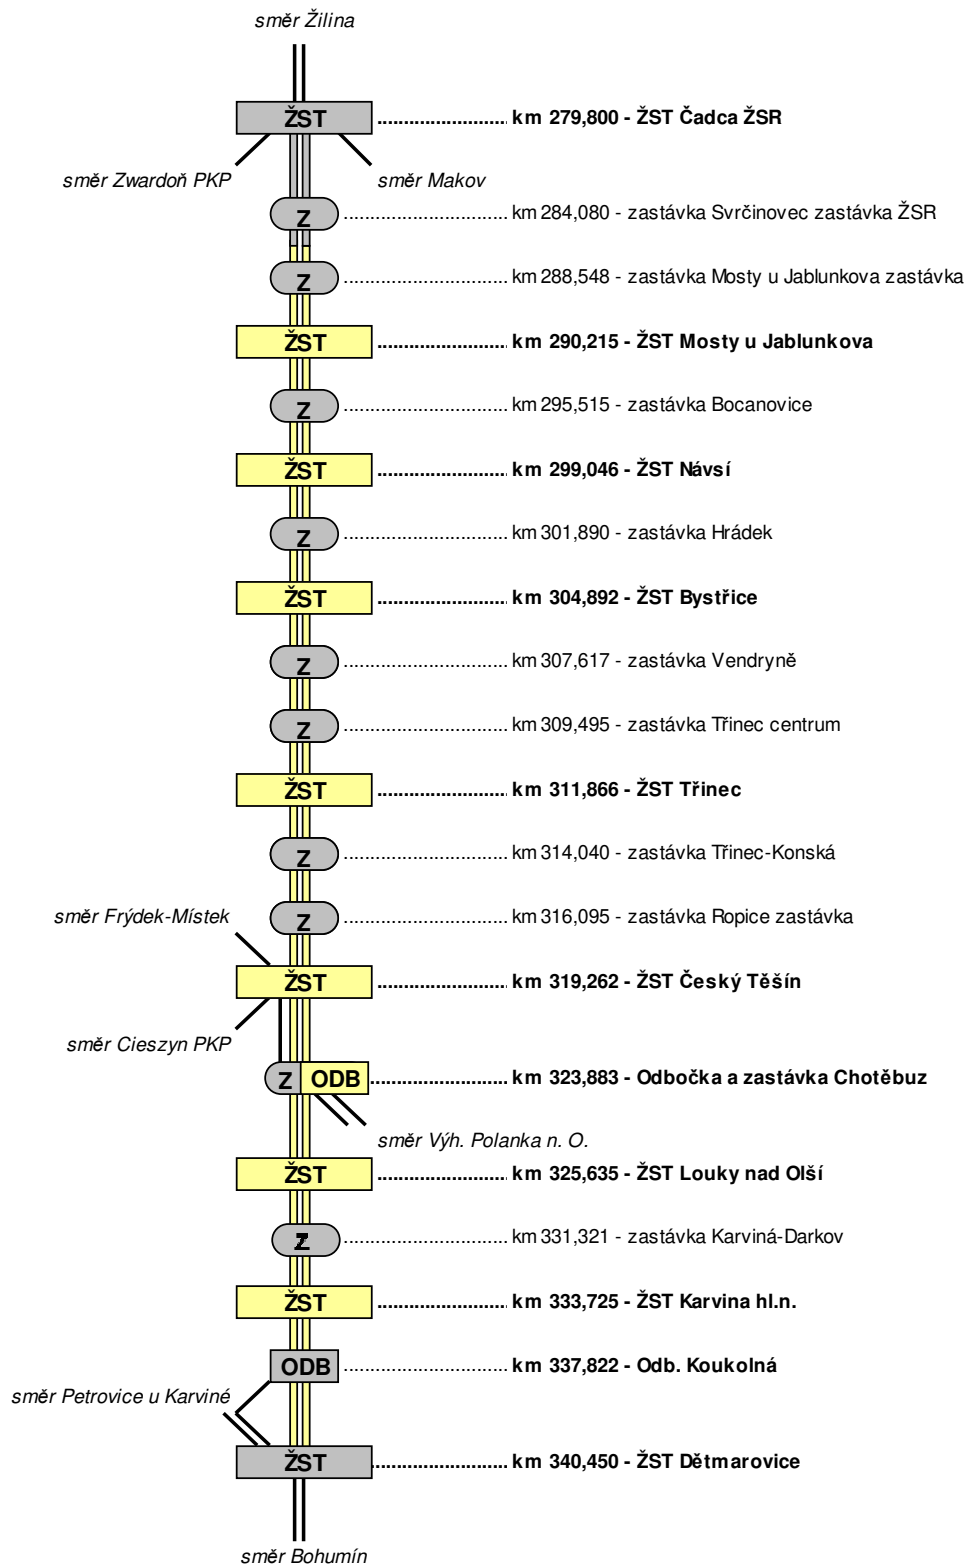 směr Žilina
ŽST ........................ km 279,800 - ŽST Čadca ŽSR
směr Zwardoň PKP
směr Makov
Z ........................ km 284,080 - zastávka Svrčinovec zastávka ŽSR
Z ........................ km 288,548 - zastávka Mosty u Jablunkova zastávka
ŽST ........................ km 290,215 - ŽST Mosty u Jablunkova
Z ........................ km 295,515 - zastávka Bocanovice
ŽST ........................ km 299,046 - ŽST Návsí
Z ........................ km 301,890 - zastávka Hrádek
ŽST ........................ km 304,892 - ŽST Bystřice
Z ........................ km 307,617 - zastávka Vendryně
Z ........................ km 309,495 - zastávka Třinec centrum
ŽST ........................ km 311,866 - ŽST Třinec
Z ........................ km 314,040 - zastávka Třinec-Konská
směr Frýdek-Místek
Z ........................ km 316,095 - zastávka Ropice zastávka
ŽST ........................ km 319,262 - ŽST Český Těšín
směr Cieszyn PKP
Z ODB ........................ km 323,883 - Odbočka a zastávka Chotěbuz
směr Výh. Polanka n. O.
ŽST ........................ km 325,635 - ŽST Louky nad Olší
Z ........................ km 331,321 - zastávka Karviná-Darkov
ŽST ........................ km 333,725 - ŽST Karvina hl.n.
ODB ........................ km 337,822 - Odb. Koukolná
směr Petrovice u Karviné
ŽST ........................ km 340,450 - ŽST Dětmarovice
směr Bohumín